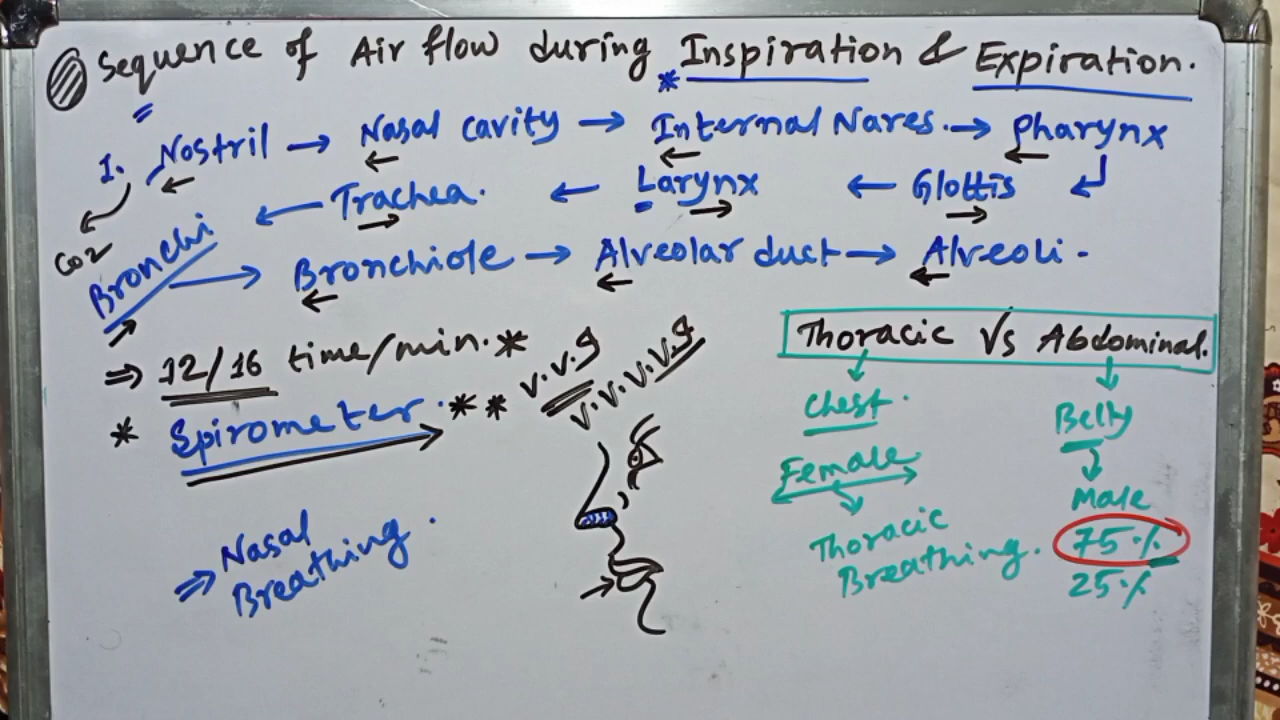 Sequence of Air flow during Inspiration & Expiration.
I. Nostril → Nasal cavity → * Internal Nares. → Pharynx
Trachea. ← Larynx ← Glottis
CO2
Bronchi → Bronchiole → Alveolar duct → Alveoli.
⇒ 12/16 time/min. *
V.V.I
V.V.V.V.I
* Spirometer. * *
⇒ Nasal
Breathing.
Thoracic Vs Abdominal.
Chest.
Belly
Female
Male
Thoracic
Breathing.
75%
25%